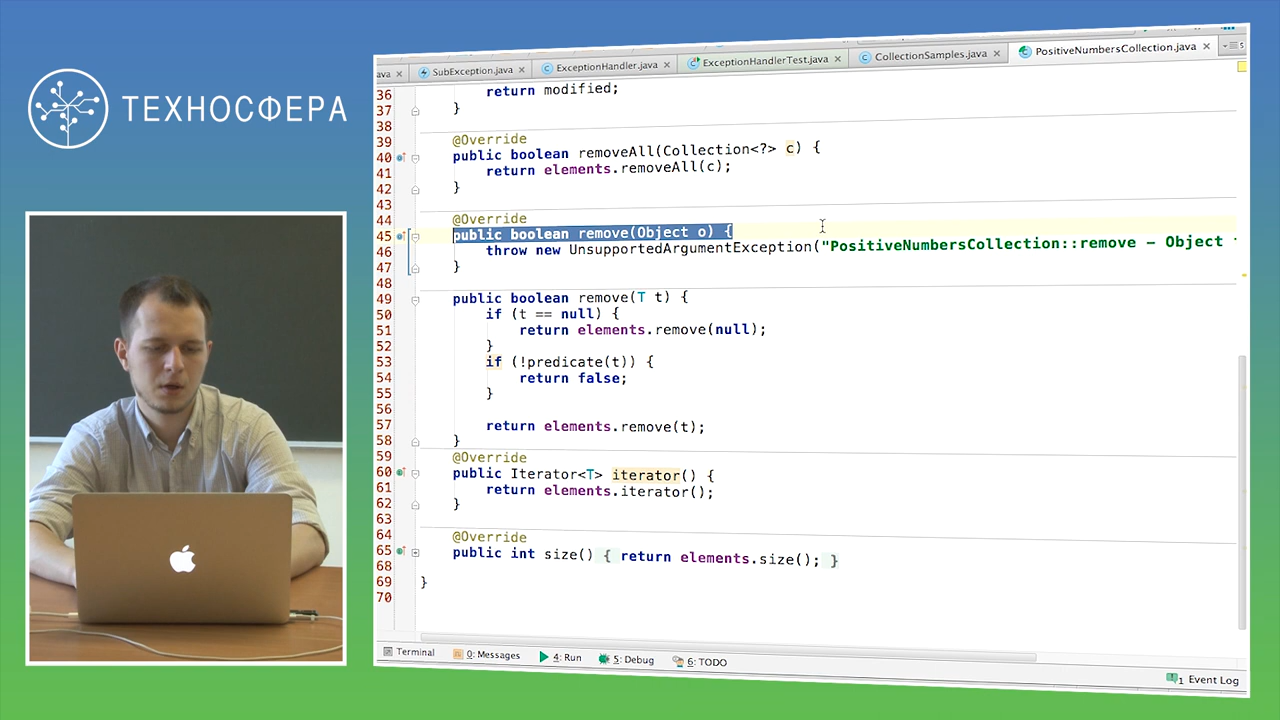 ТЕХНОСФЕРА
ava SubException.java ExceptionHandler.java ExceptionHandlerTest.java CollectionSamples.java PositiveNumbersCollection.java
36 return modified;
37 }
38
39 @Override
40 public boolean removeAll(Collection<?> c) {
41 return elements.removeAll(c);
42 }
43
44 @Override
45 public boolean remove(Object o) {
46 throw new UnsupportedArgumentException("PositiveNumbersCollection::remove - Object
47 }
48
49 public boolean remove(T t) {
50 if (t == null) {
51 return elements.remove(null);
52 }
53 if (!predicate(t)) {
54 return false;
55 }
56
57 return elements.remove(t);
58 }
59 @Override
60 public Iterator<T> iterator() {
61 return elements.iterator();
62 }
63
64 @Override
65 public int size() { return elements.size(); }
68
69 }
70
Terminal 0: Messages 4: Run 5: Debug 6: TODO
1 Event Log